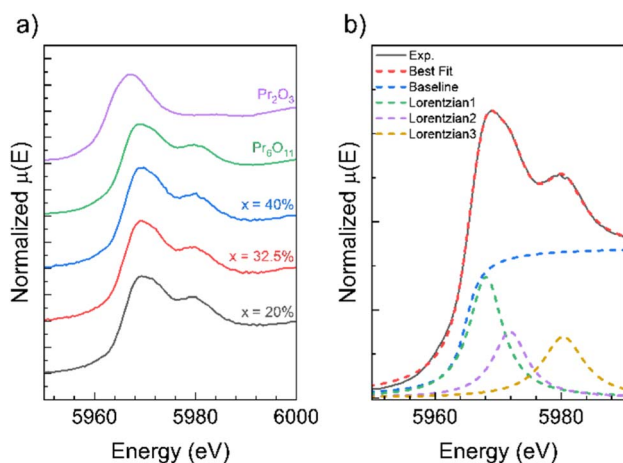 a)
Normalized μ(E)
Pr₂O₃
Pr₆O₁₁
x = 40%
x = 32.5%
x = 20%
5960
5980
6000
Energy (eV)
b)
Normalized μ(E)
Exp.
Best Fit
Baseline
Lorentzian1
Lorentzian2
Lorentzian3
5960
5980
Energy (eV)